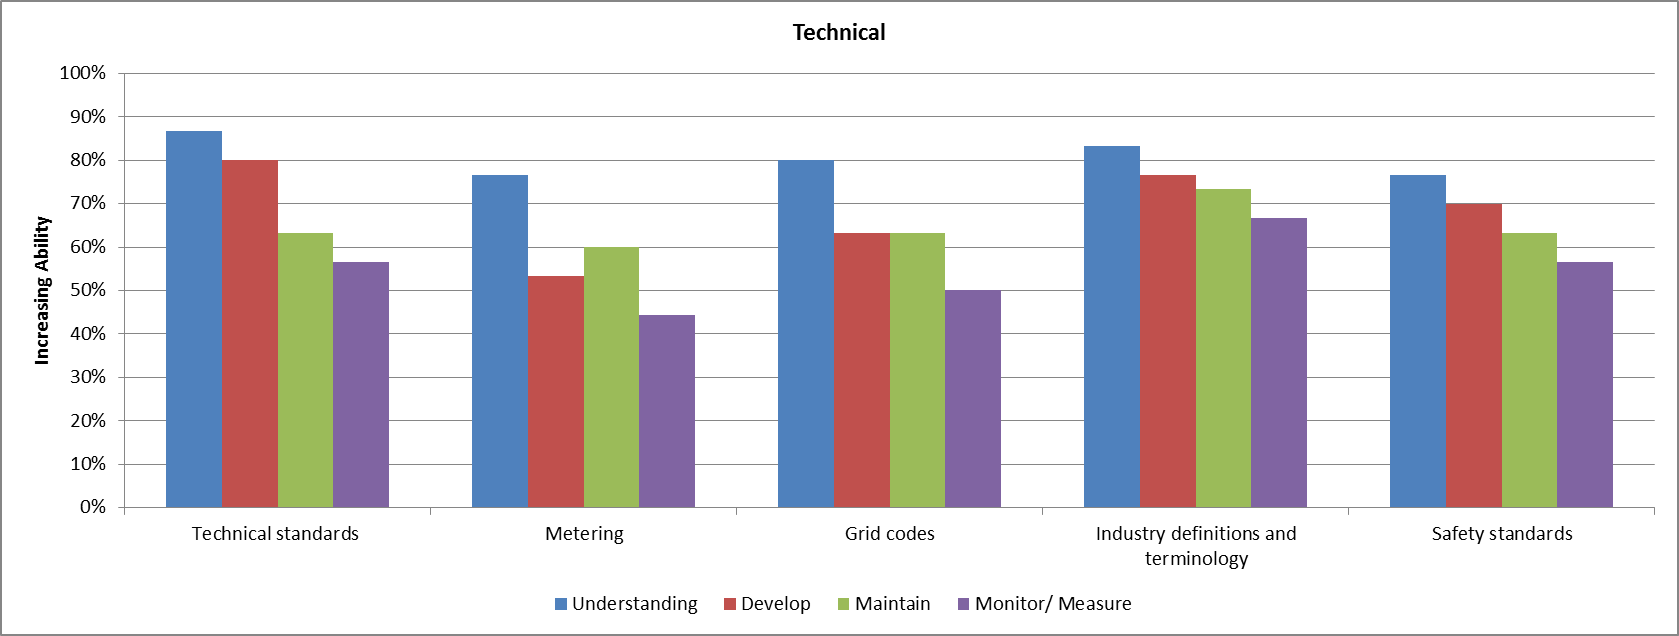 Technical
100%
90%
80%
70%
60%
50%
40%
30%
20%
10%
0%
Increasing Ability
Technical standards
Metering
Grid codes
Industry definitions and
terminology
Safety standards
Understanding
Develop
Maintain
Monitor/ Measure